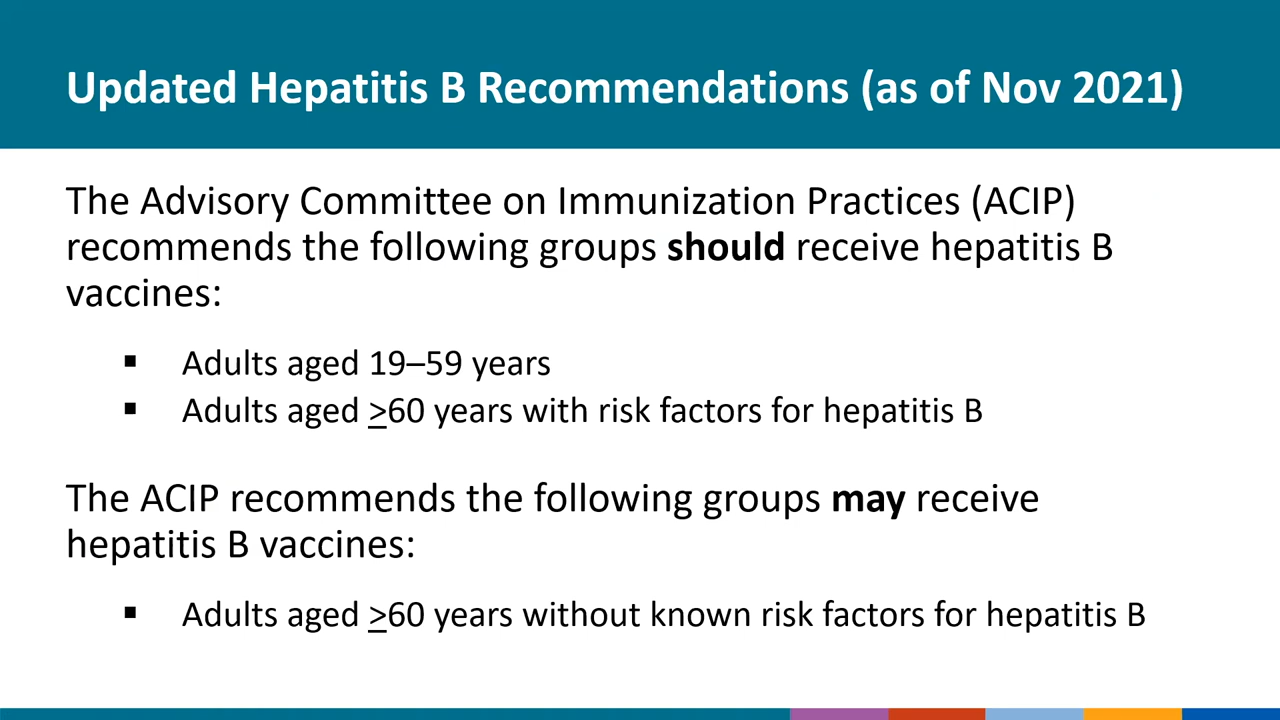 Updated Hepatitis B Recommendations (as of Nov 2021)
The Advisory Committee on Immunization Practices (ACIP)
recommends the following groups should receive hepatitis B
vaccines:
▪ Adults aged 19–59 years
▪ Adults aged ≥60 years with risk factors for hepatitis B
The ACIP recommends the following groups may receive
hepatitis B vaccines:
▪ Adults aged ≥60 years without known risk factors for hepatitis B